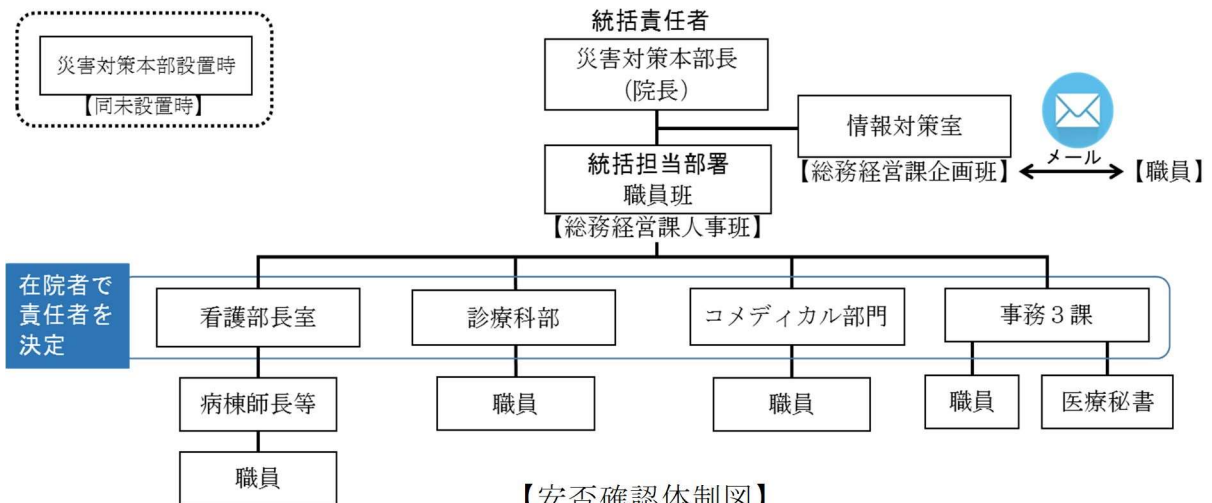 災害対策本部設置時
【同未設置時】
統括責任者
災害対策本部長
(院長)
情報対策室
【総務経営課企画班】
メール
【職員】
統括担当部署
職員班
【総務経営課人事班】
在院者で
責任者を
決定
看護部長室
診療科部
コメディカル部門
事務３課
病棟師長等
職員
職員
職員
医療秘書
職員
【安否確認体制図】